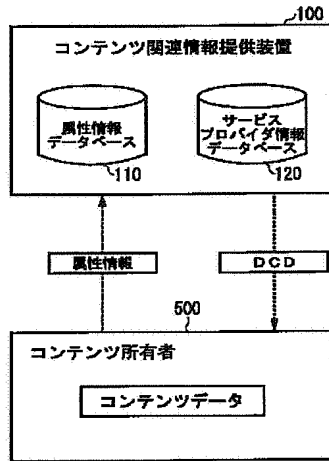 100
コンテンツ関連情報提供装置
属性情報
データベース
110
サービス
プロバイダ情報
データベース
120
属性情報
DCD
500
コンテンツ所有者
コンテンツデータ